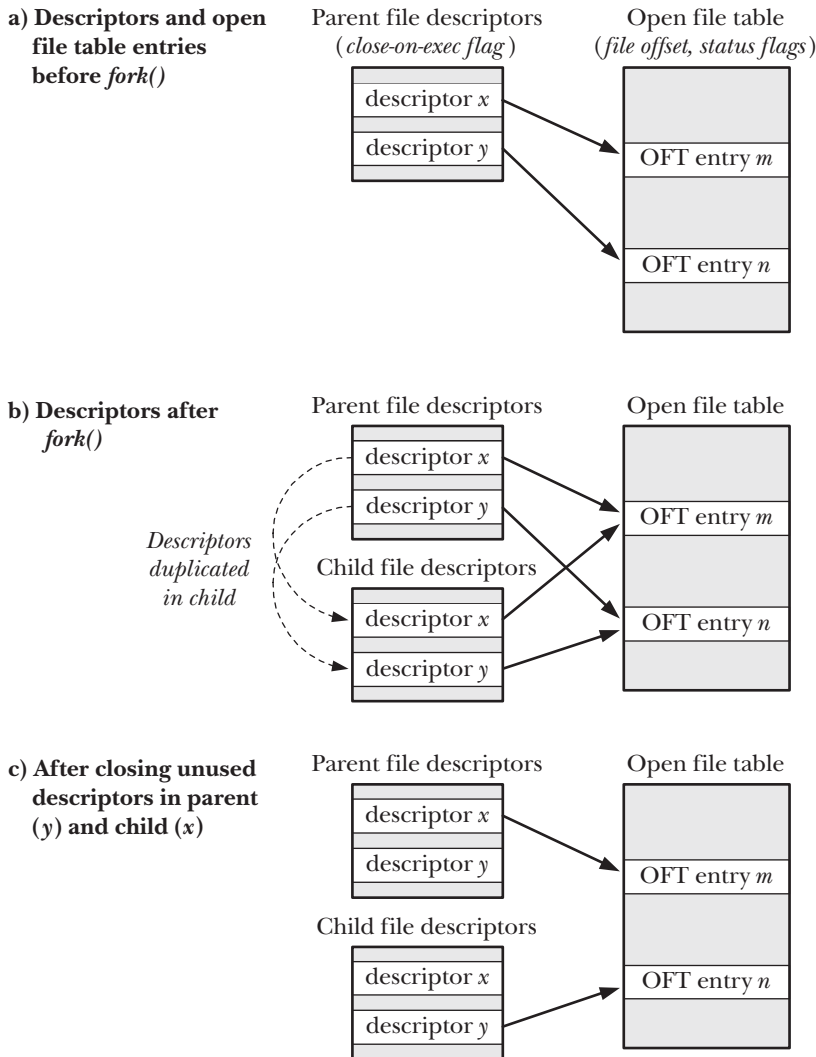 a) Descriptors and open
file table entries
before fork()
Parent file descriptors
(close-on-exec flag)
descriptor x
descriptor y
Open file table
(file offset, status flags)
OFT entry m
OFT entry n
b) Descriptors after
fork()
Descriptors
duplicated
in child
Parent file descriptors
descriptor x
descriptor y
Child file descriptors
descriptor x
descriptor y
Open file table
OFT entry m
OFT entry n
c) After closing unused
descriptors in parent
(y) and child (x)
Parent file descriptors
descriptor x
descriptor y
Child file descriptors
descriptor x
descriptor y
Open file table
OFT entry m
OFT entry n